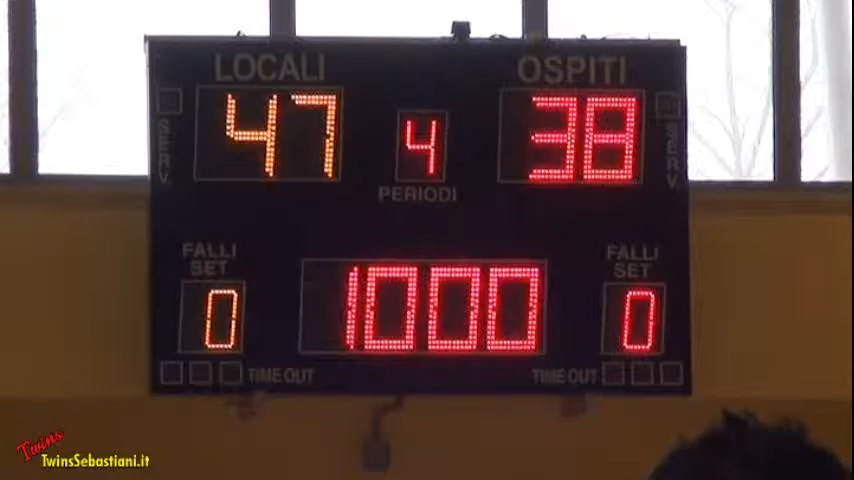 LOCALI
OSPITI
47
4
38
SERV.
SERV.
PERIODI
FALLI
SET
FALLI
SET
0
1000
0
TIME OUT
TIME OUT
Twins
TwinsSebastiani.it